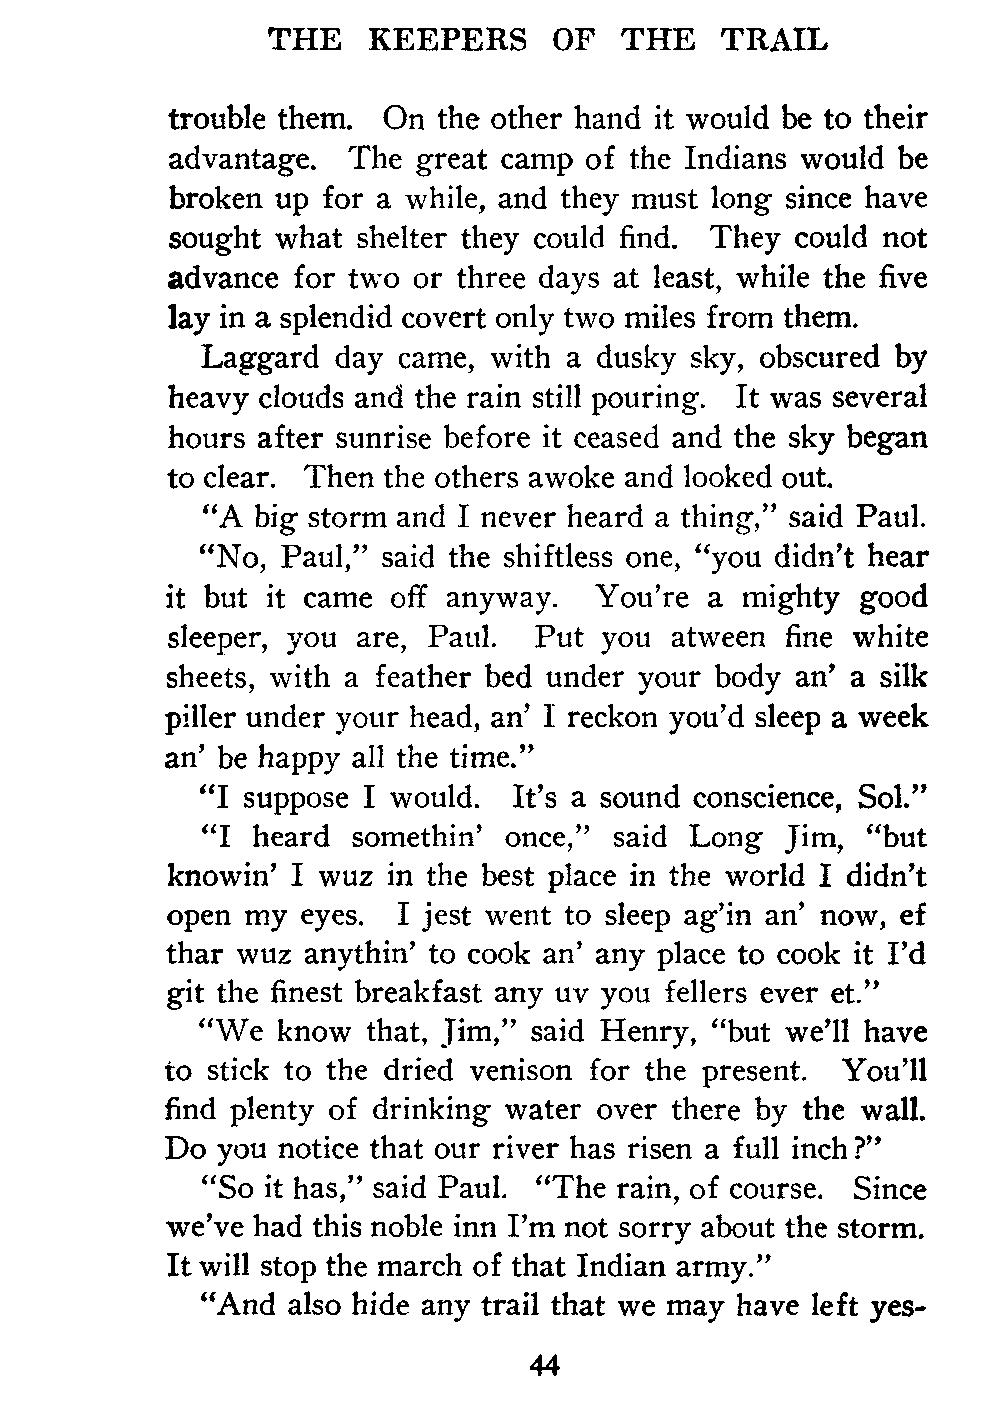 THE KEEPERS OF THE TRAIL
trouble them. On the other hand it would be to their
advantage. The great camp of the Indians would be
broken up for a while, and they must long since have
sought what shelter they could find. They could not
advance for two or three days at least, while the five
lay in a splendid covert only two miles from them.
Laggard day came, with a dusky sky, obscured by
heavy clouds and the rain still pouring. It was several
hours after sunrise before it ceased and the sky began
to clear. Then the others awoke and looked out.
“A big storm and I never heard a thing,” said Paul.
“No, Paul,” said the shiftless one, “you didn’t hear
it but it came off anyway. You’re a mighty good
sleeper, you are, Paul. Put you atween fine white
sheets, with a feather bed under your body an’ a silk
piller under your head, an’ I reckon you’d sleep a week
an’ be happy all the time.”
“I suppose I would. It’s a sound conscience, Sol.”
“I heard somethin’ once,” said Long Jim, “but
knowin’ I wuz in the best place in the world I didn’t
open my eyes. I jest went to sleep ag’in an’ now, ef
thar wuz anythin’ to cook an’ any place to cook it I’d
git the finest breakfast any uv you fellers ever et.”
“We know that, Jim,” said Henry, “but we’ll have
to stick to the dried venison for the present. You’ll
find plenty of drinking water over there by the wall.
Do you notice that our river has risen a full inch?”
“So it has,” said Paul. “The rain, of course. Since
we’ve had this noble inn I’m not sorry about the storm.
It will stop the march of that Indian army.”
“And also hide any trail that we may have left yes-
44